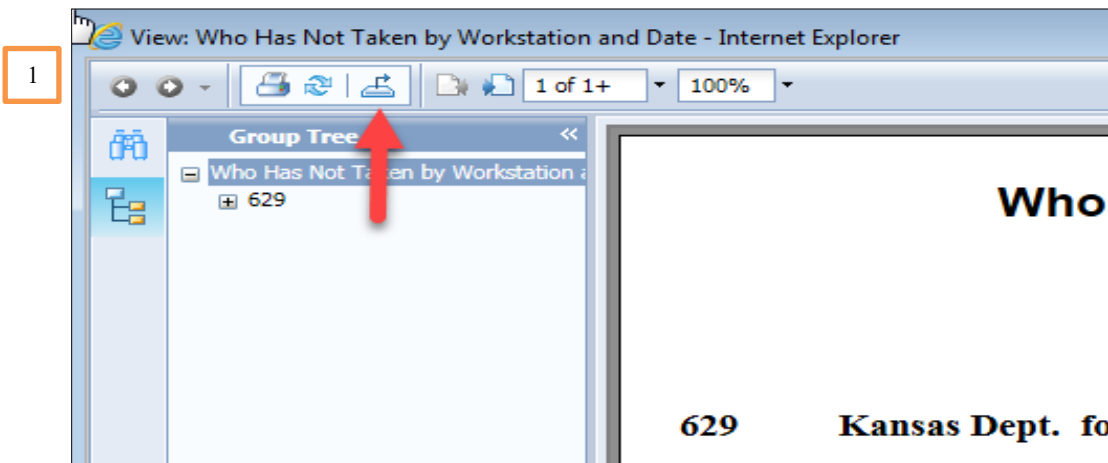 View: Who Has Not Taken by Workstation and Date - Internet Explorer
1
1 of 1+ 100%
Group Tree «
Who Has Not Taken by Workstation
629
Who
629 Kansas Dept. fo